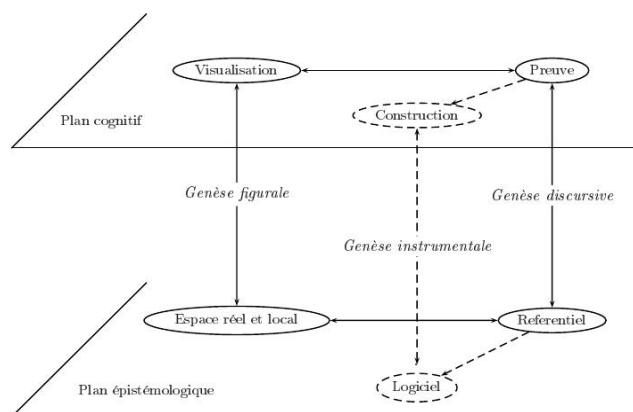 Visualisation
Preuve
Construction
Plan cognitif
Genèse figurale
Genèse discursive
Genèse instrumentale
Espace réel et local
Referentiel
Logiciel
Plan épistémologique